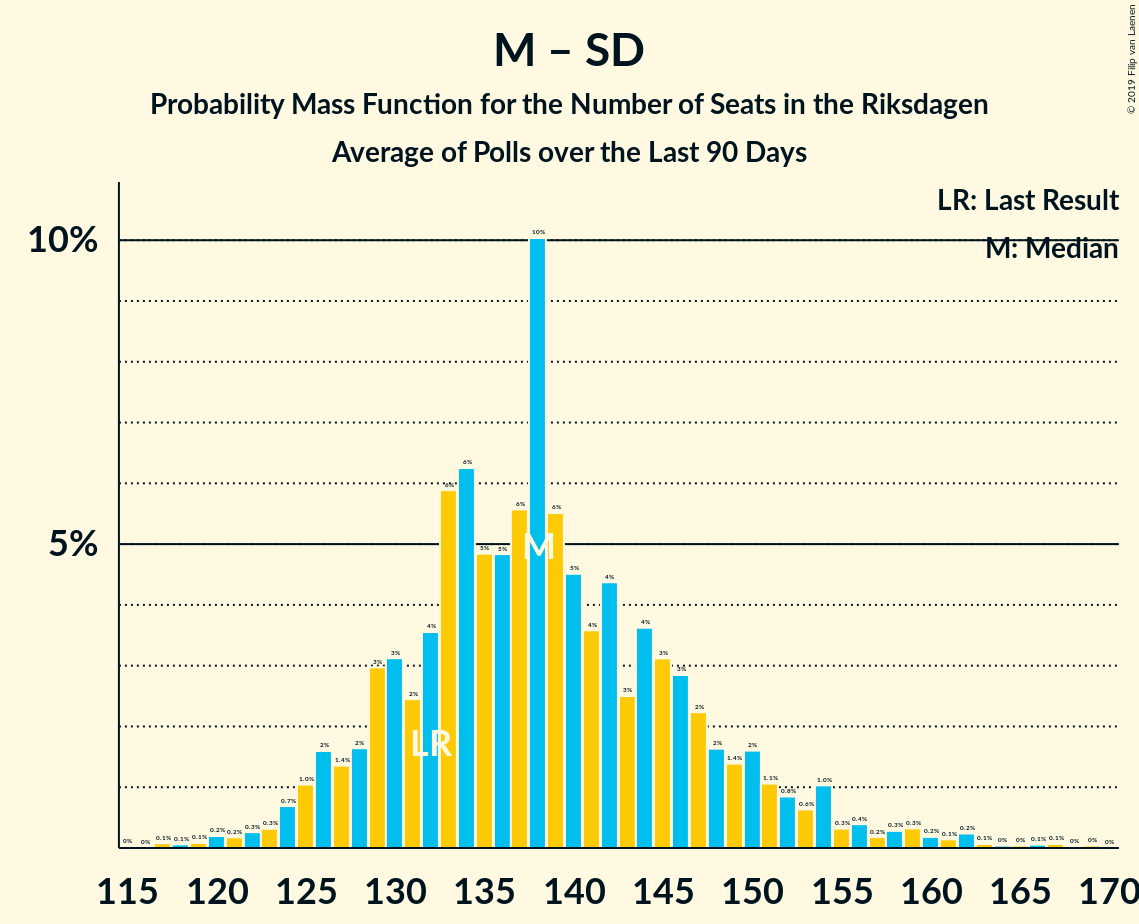 M – SD
Probability Mass Function for the Number of Seats in the Riksdagen
Average of Polls over the Last 90 Days
© 2019 Filip van Laenen
LR: Last Result
M: Median
10%
5%
0% 0% 0.1% 0.1% 0.1% 0.2% 0.2% 0.3% 0.3% 0.7% 1.0% 2% 1.4% 2% 3% 3% 2% 4% 6% 6% 5% 5% 6% 10% 6% 5% 4% 4% 3% 4% 3% 3% 2% 2% 1.4% 2% 1.1% 0.8% 0.6% 1.0% 0.3% 0.4% 0.2% 0.3% 0.3% 0.2% 0.1% 0.2% 0.1% 0% 0% 0.1% 0.1% 0% 0% 0%
M
LR
115 120 125 130 135 140 145 150 155 160 165 170